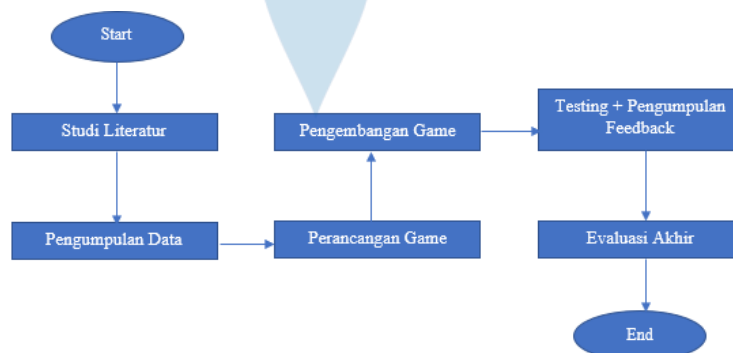 Start
Studi Literatur
Pengumpulan Data
Perancangan Game
Pengembangan Game
Testing + Pengumpulan
Feedback
Evaluasi Akhir
End